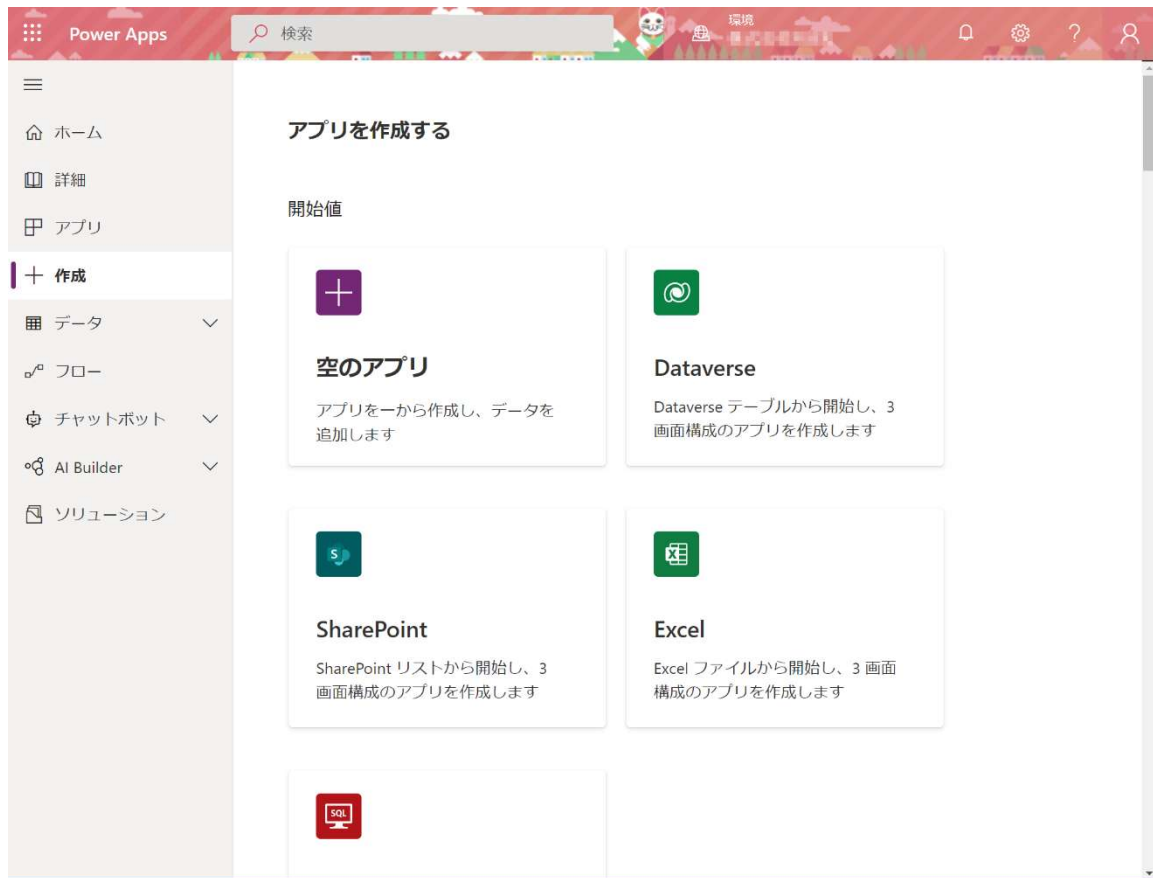 Power Apps
検索
環境
ホーム
詳細
アプリ
作成
データ
フロー
チャットボット
AI Builder
ソリューション
アプリを作成する
開始値
空のアプリ
アプリを一から作成し、データを
追加します
Dataverse
Dataverse テーブルから開始し、3
画面構成のアプリを作成します
SharePoint
SharePoint リストから開始し、3
画面構成のアプリを作成します
Excel
Excel ファイルから開始し、3 画面
構成のアプリを作成します
SQL